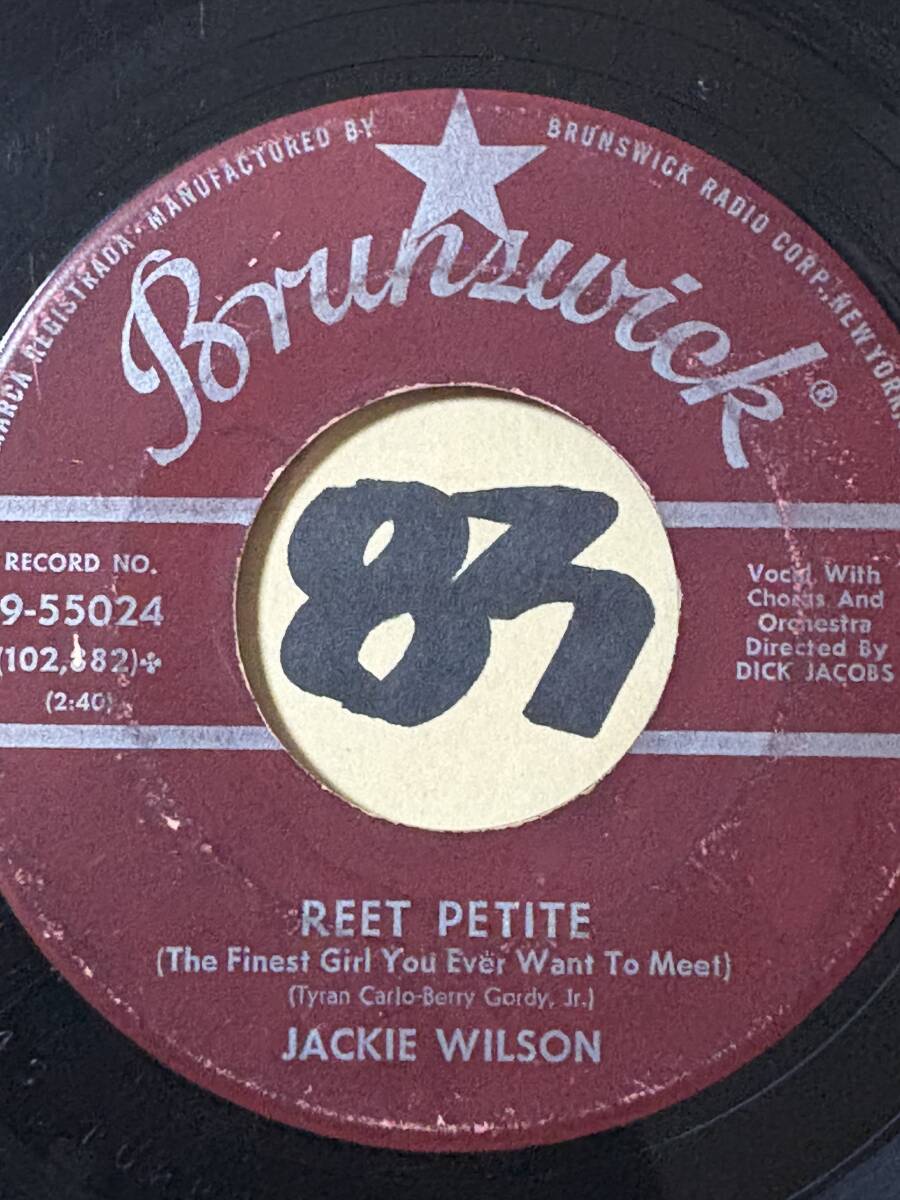 MARCA REGISTRADA • MANUFACTURED BY BRUNSWICK RADIO CORP., NEW YORK,
Brunswick®
RECORD NO.
9-55024
(102,882)✤
(2:40)
Vocal With
Chorus And
Orchestra
Directed By
DICK JACOBS
87
REET PETITE
(The Finest Girl You Ever Want To Meet)
(Tyran Carlo-Berry Gordy, Jr.)
JACKIE WILSON